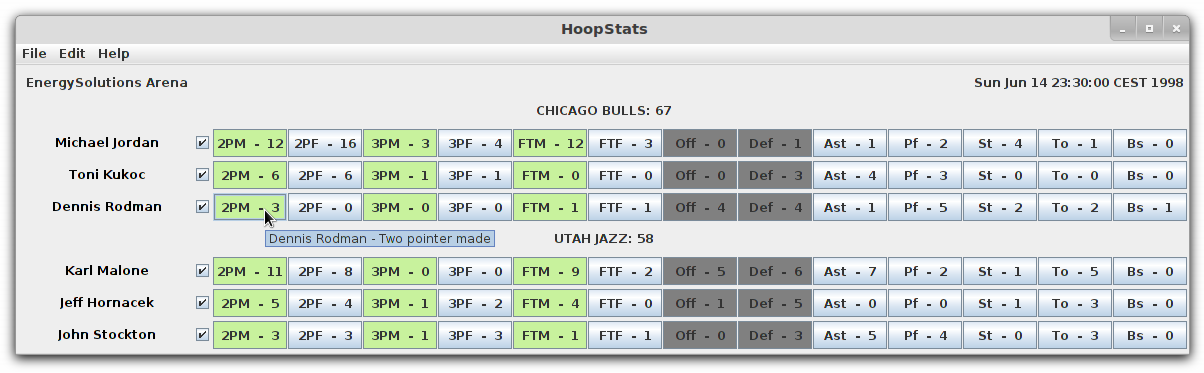 HoopStats
File Edit Help
EnergySolutions Arena Sun Jun 14 23:30:00 CEST 1998
CHICAGO BULLS: 67
Michael Jordan 2PM - 12 2PF - 16 3PM - 3 3PF - 4 FTM - 12 FTF - 3 Off - 0 Def - 1 Ast - 1 Pf - 2 St - 4 To - 1 Bs - 0
Toni Kukoc 2PM - 6 2PF - 6 3PM - 1 3PF - 1 FTM - 0 FTF - 0 Off - 0 Def - 3 Ast - 4 Pf - 3 St - 0 To - 0 Bs - 0
Dennis Rodman 2PM - 3 2PF - 0 3PM - 0 3PF - 0 FTM - 1 FTF - 1 Off - 4 Def - 4 Ast - 1 Pf - 5 St - 2 To - 2 Bs - 1
Dennis Rodman - Two pointer made UTAH JAZZ: 58
Karl Malone 2PM - 11 2PF - 8 3PM - 0 3PF - 0 FTM - 9 FTF - 2 Off - 5 Def - 6 Ast - 7 Pf - 2 St - 1 To - 5 Bs - 0
Jeff Hornacek 2PM - 5 2PF - 4 3PM - 1 3PF - 2 FTM - 4 FTF - 0 Off - 1 Def - 5 Ast - 0 Pf - 0 St - 1 To - 3 Bs - 0
John Stockton 2PM - 3 2PF - 3 3PM - 1 3PF - 3 FTM - 1 FTF - 1 Off - 0 Def - 3 Ast - 5 Pf - 4 St - 0 To - 3 Bs - 0